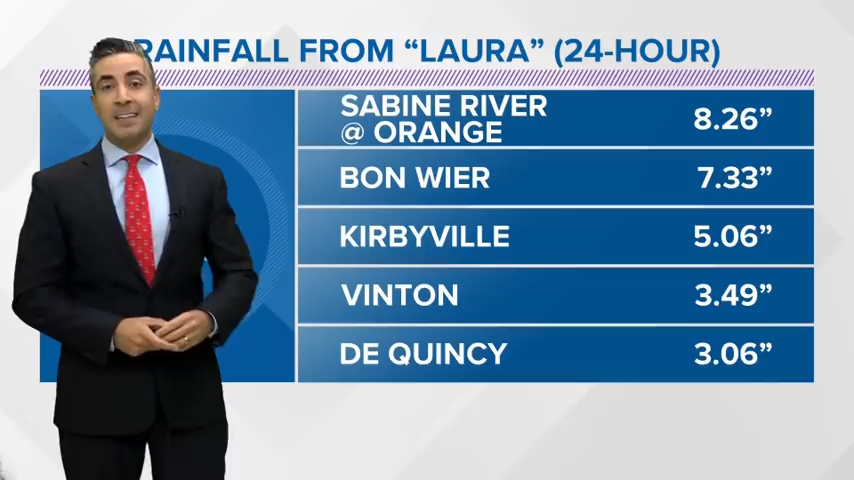 RAINFALL FROM “LAURA” (24-HOUR)
SABINE RIVER
@ ORANGE
8.26”
BON WIER
7.33”
KIRBYVILLE
5.06”
VINTON
3.49”
DE QUINCY
3.06”